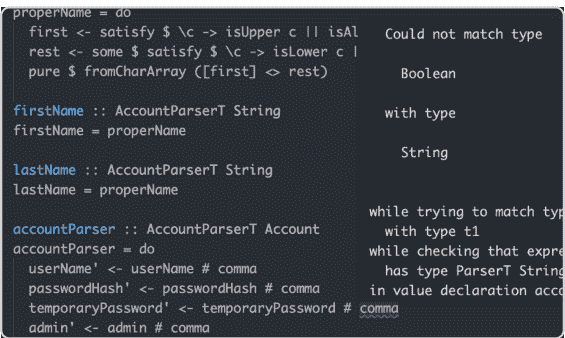 properName = do
first <- satisfy $ \c -> isUpper c || isAl
rest <- some $ satisfy $ \c -> isLower c |
pure $ fromCharArray ([first] <> rest)
firstName :: AccountParserT String
firstName = properName
lastName :: AccountParserT String
lastName = properName
accountParser :: AccountParserT Account
accountParser = do
userName' <- userName # comma
passwordHash' <- passwordHash # comma
temporaryPassword' <- temporaryPassword # comma
admin' <- admin # comma
Could not match type
Boolean
with type
String
while trying to match typ
with type t1
while checking that expre
has type ParserT String
in value declaration acco